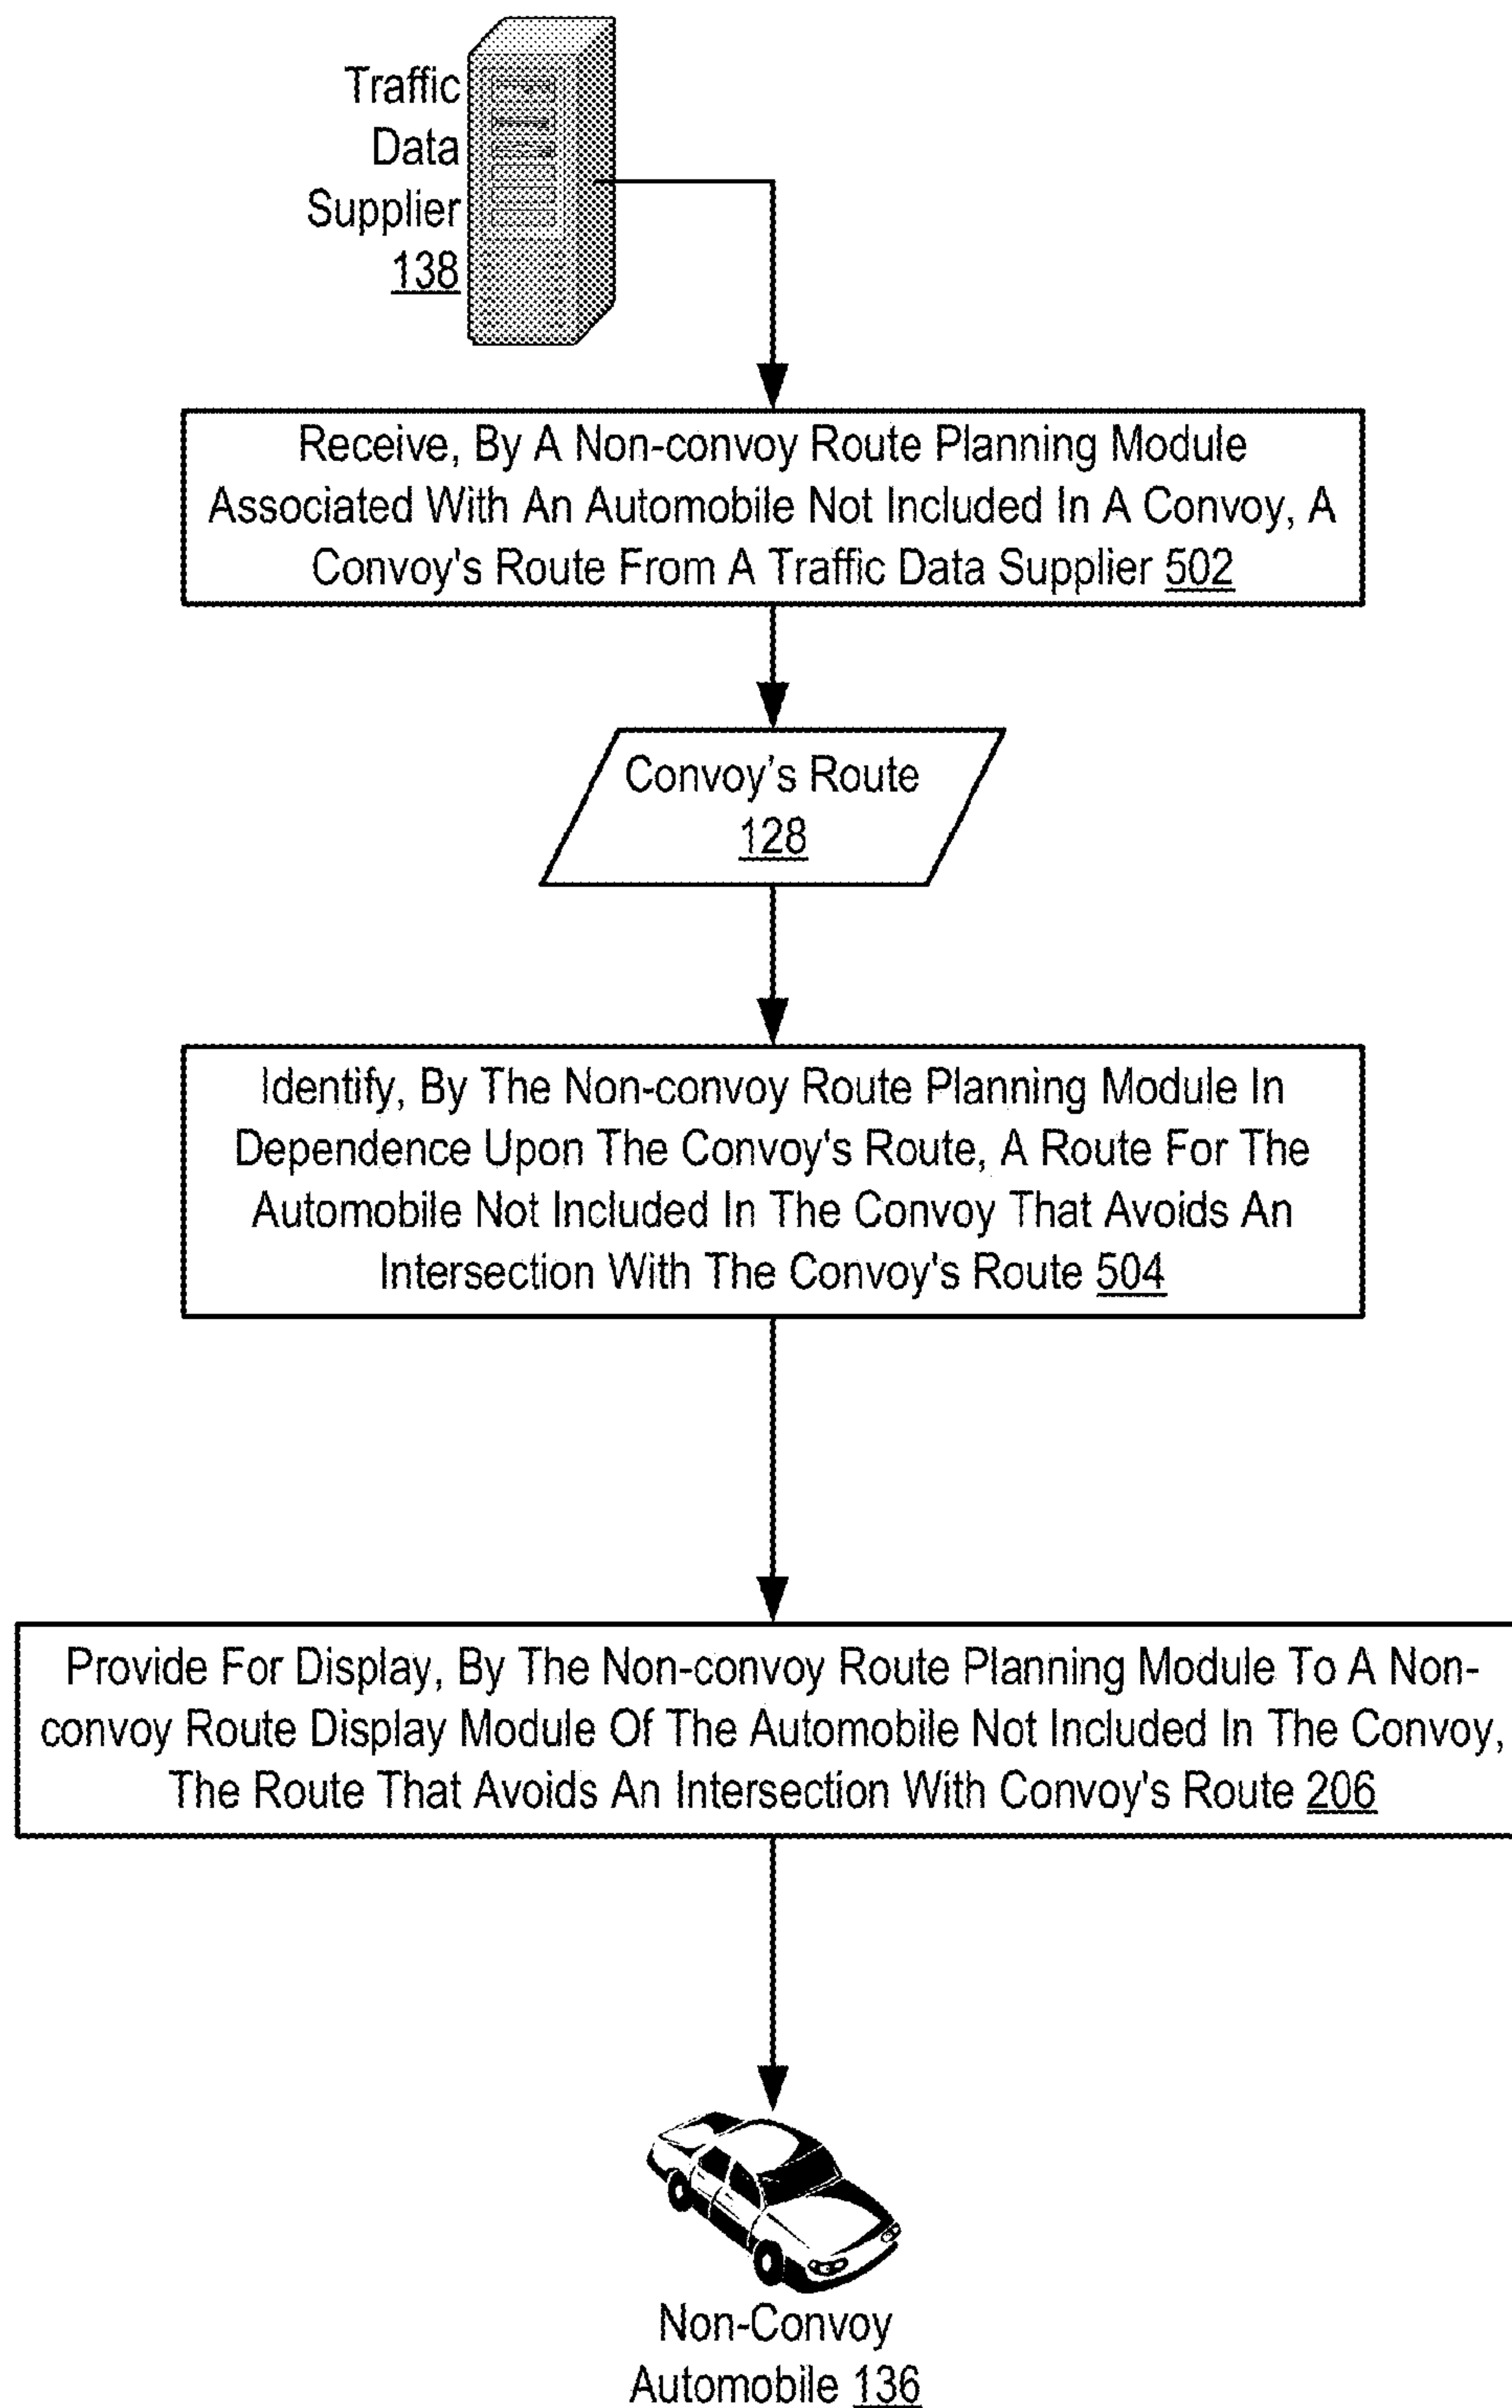 Traffic
Data
Supplier
138
Receive, By A Non-convoy Route Planning Module
Associated With An Automobile Not Included In A Convoy, A
Convoy's Route From A Traffic Data Supplier 502
Convoy's Route
128
Identify, By The Non-convoy Route Planning Module In
Dependence Upon The Convoy's Route, A Route For The
Automobile Not Included In The Convoy That Avoids An
Intersection With The Convoy's Route 504
Provide For Display, By The Non-convoy Route Planning Module To A Non-
convoy Route Display Module Of The Automobile Not Included In The Convoy,
The Route That Avoids An Intersection With Convoy's Route 206
Non-Convoy
Automobile 136